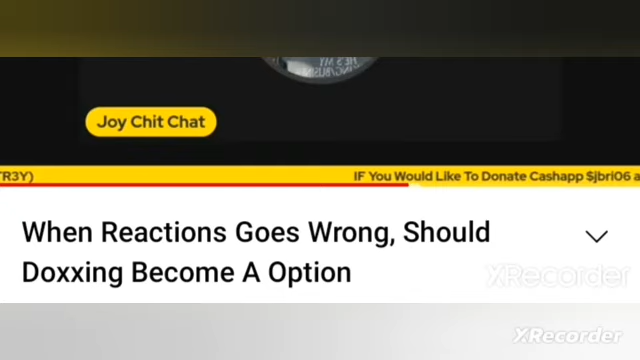 Joy Chit Chat
TR3Y)
IF You Would Like To Donate Cashapp $jbri06 a
When Reactions Goes Wrong, Should
Doxxing Become A Option
XRecorder
XRecorder